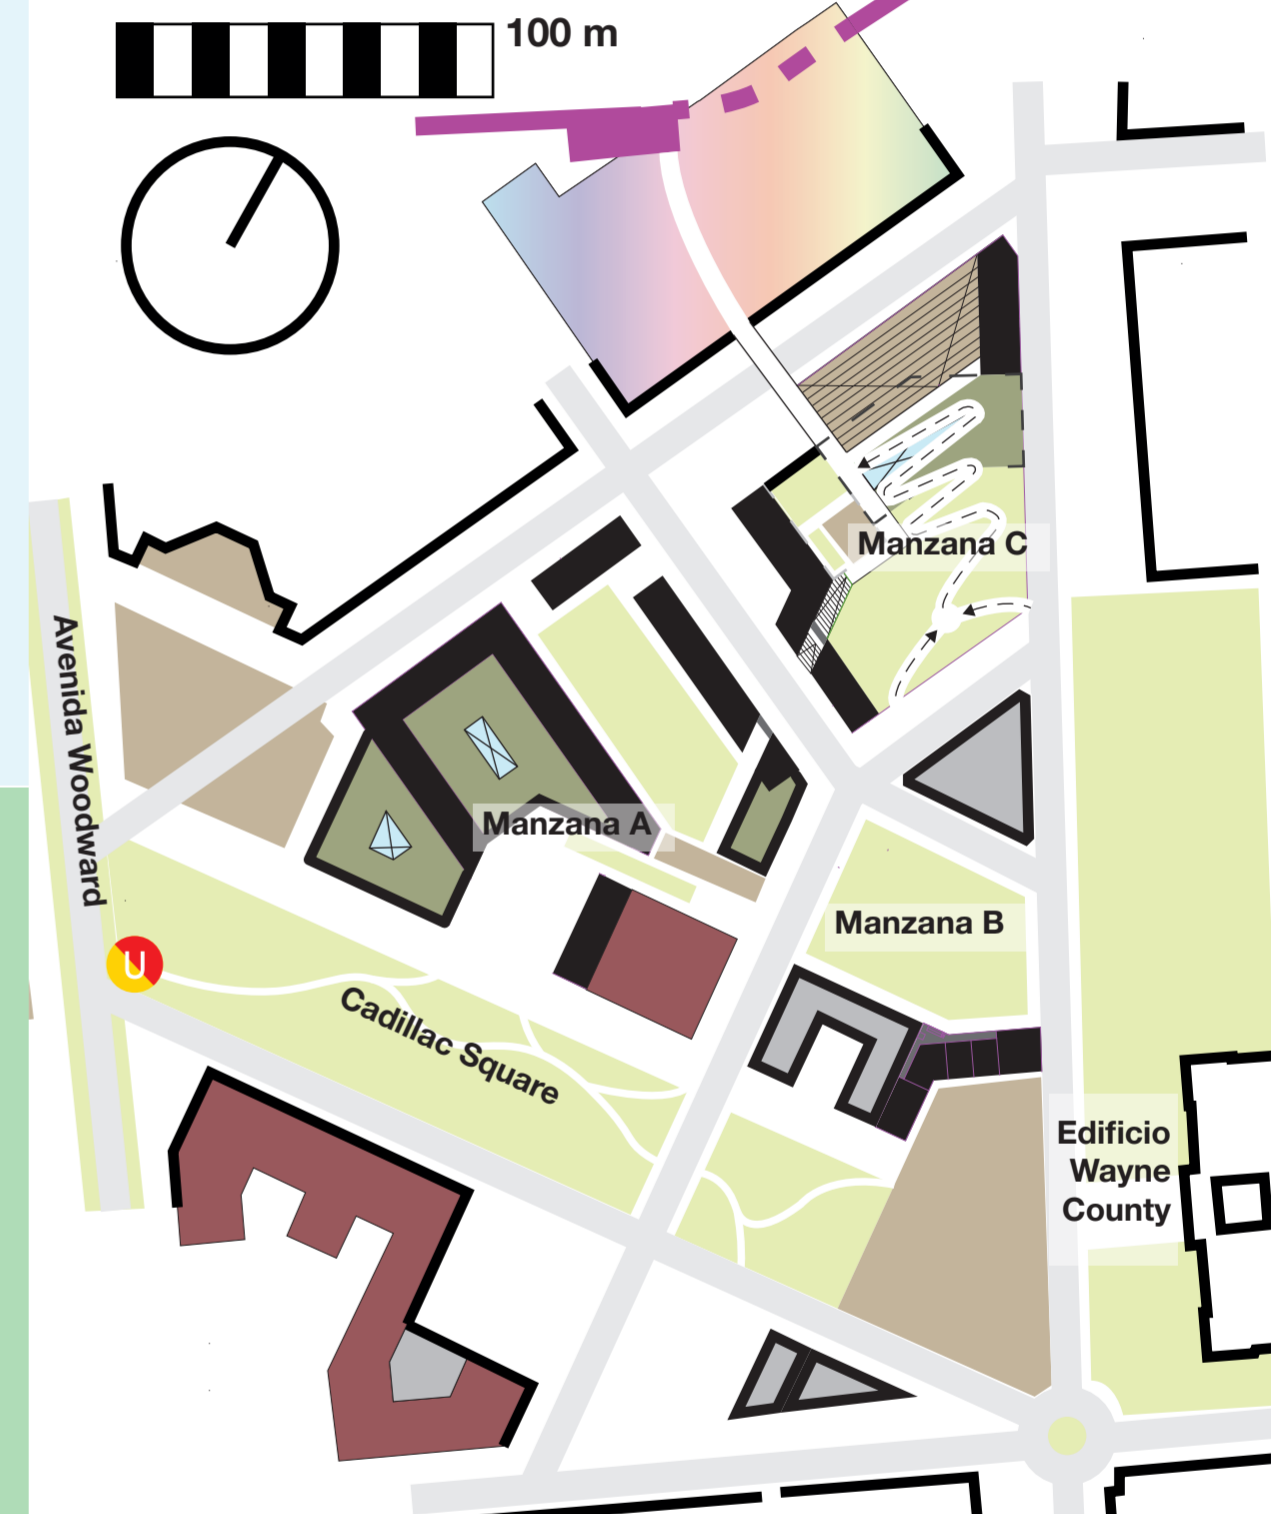 100 m
Manzana C
Avenida Woodward
Manzana A
Manzana B
U
Cadillac Square
Edificio
Wayne
County